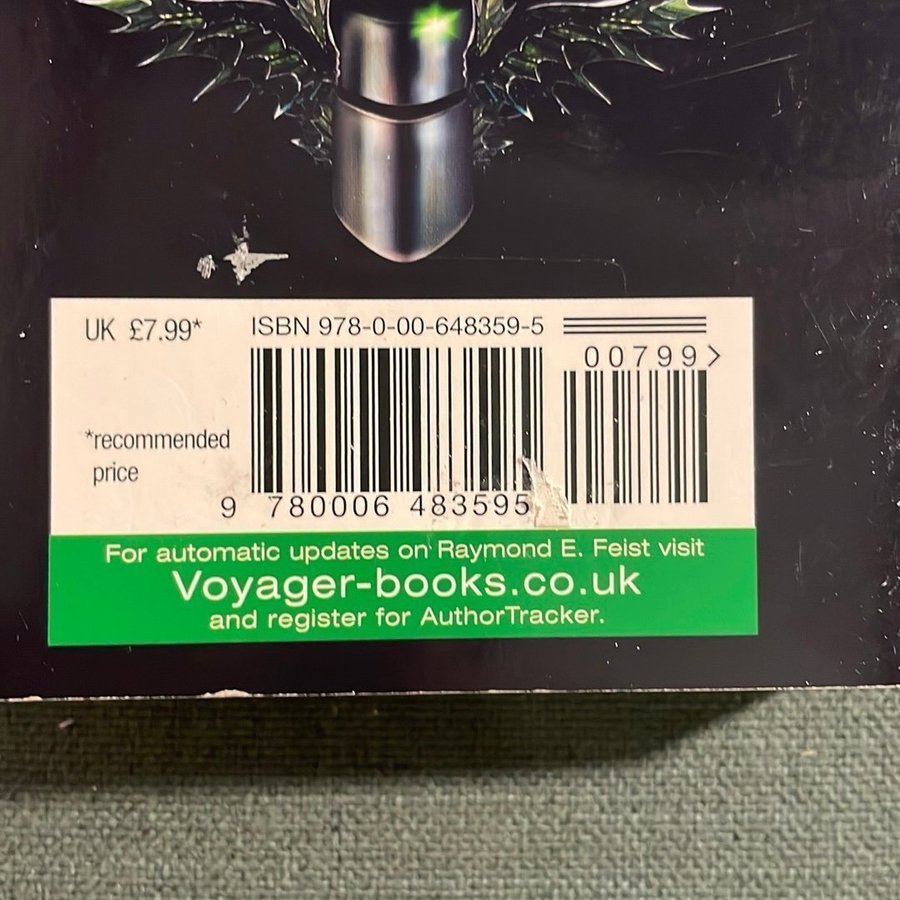 UK £7.99*
ISBN 978-0-00-648359-5
00799>
*recommended
price
9 780006 483595
For automatic updates on Raymond E. Feist visit
Voyager-books.co.uk
and register for AuthorTracker.